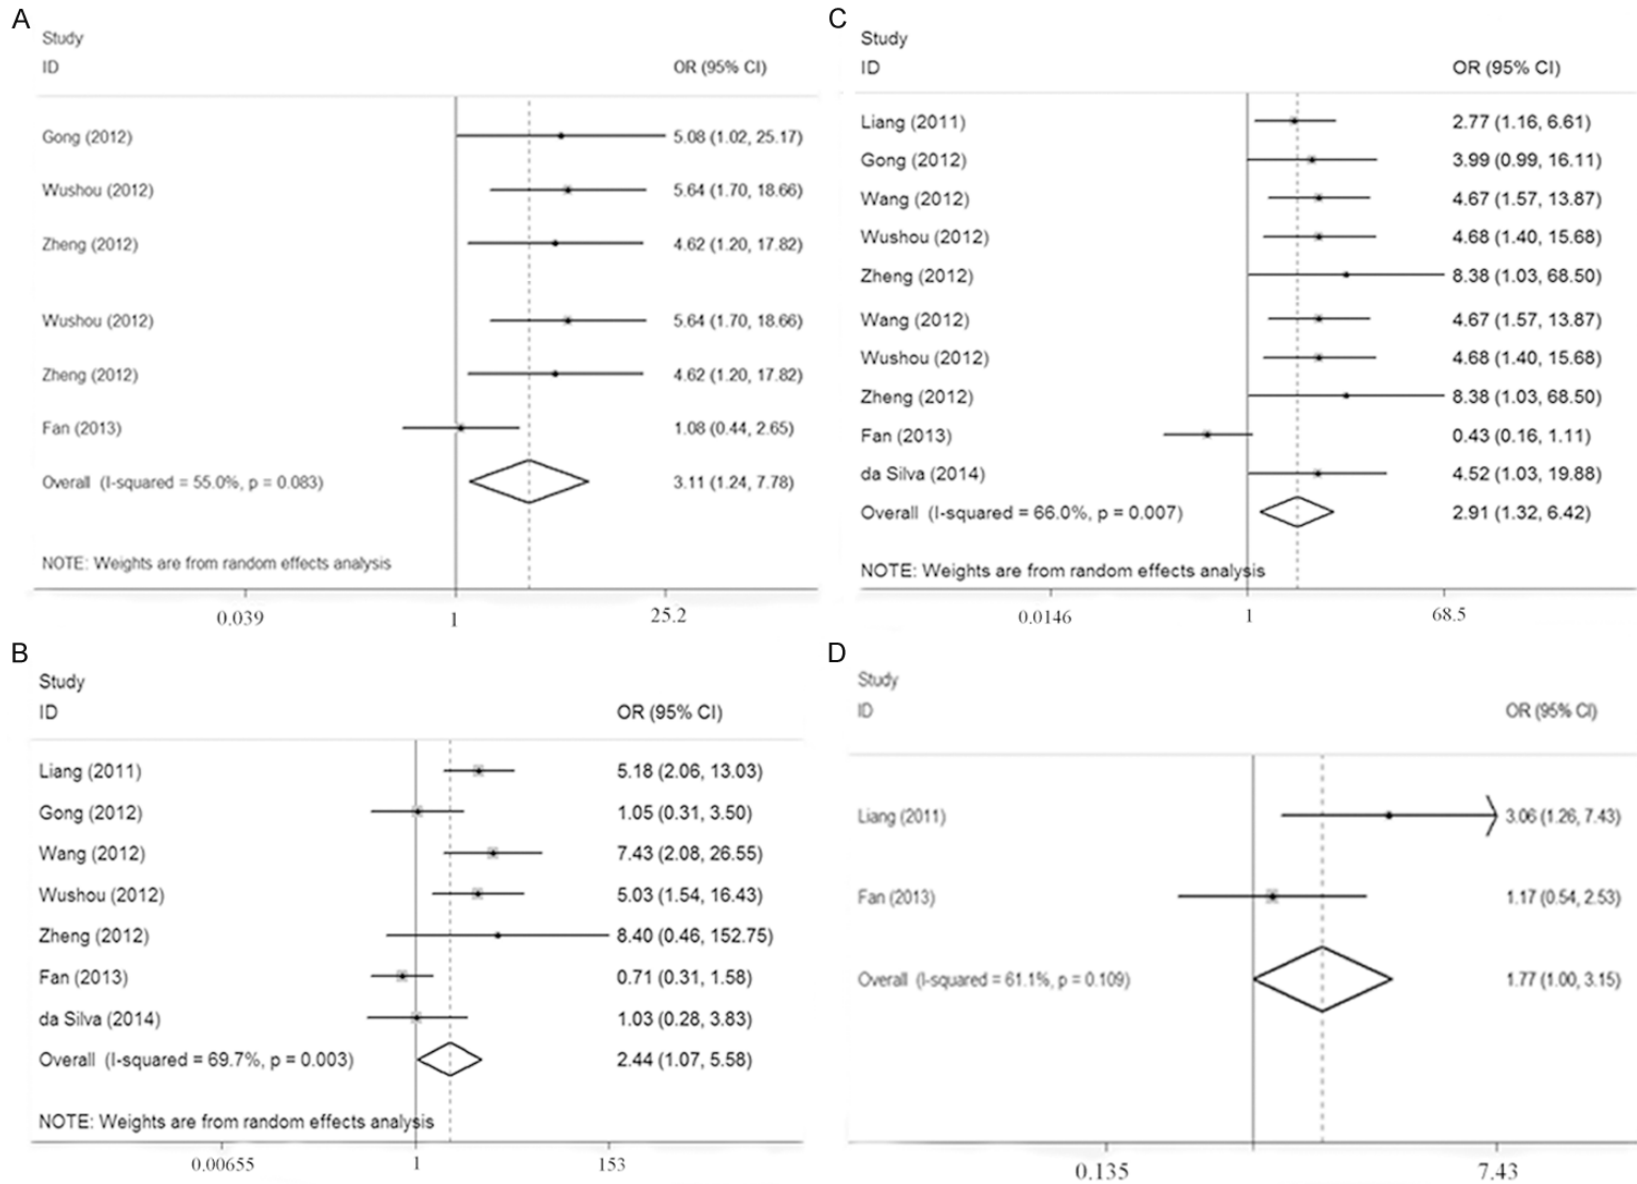 A
Study
ID OR (95% CI)
Gong (2012) 5.08 (1.02, 25.17)
Wushou (2012) 5.64 (1.70, 18.66)
Zheng (2012) 4.62 (1.20, 17.82)
Wushou (2012) 5.64 (1.70, 18.66)
Zheng (2012) 4.62 (1.20, 17.82)
Fan (2013) 1.08 (0.44, 2.65)
Overall (I-squared = 55.0%, p = 0.083) 3.11 (1.24, 7.78)
NOTE: Weights are from random effects analysis
0.039 1 25.2
B
Study
ID OR (95% CI)
Liang (2011) 5.18 (2.06, 13.03)
Gong (2012) 1.05 (0.31, 3.50)
Wang (2012) 7.43 (2.08, 26.55)
Wushou (2012) 5.03 (1.54, 16.43)
Zheng (2012) 8.40 (0.46, 152.75)
Fan (2013) 0.71 (0.31, 1.58)
da Silva (2014) 1.03 (0.28, 3.83)
Overall (I-squared = 69.7%, p = 0.003) 2.44 (1.07, 5.58)
NOTE: Weights are from random effects analysis
0.00655 1 153
C
Study
ID OR (95% CI)
Liang (2011) 2.77 (1.16, 6.61)
Gong (2012) 3.99 (0.99, 16.11)
Wang (2012) 4.67 (1.57, 13.87)
Wushou (2012) 4.68 (1.40, 15.68)
Zheng (2012) 8.38 (1.03, 68.50)
Wang (2012) 4.67 (1.57, 13.87)
Wushou (2012) 4.68 (1.40, 15.68)
Zheng (2012) 8.38 (1.03, 68.50)
Fan (2013) 0.43 (0.16, 1.11)
da Silva (2014) 4.52 (1.03, 19.88)
Overall (I-squared = 66.0%, p = 0.007) 2.91 (1.32, 6.42)
NOTE: Weights are from random effects analysis
0.0146 1 68.5
D
Study
ID OR (95% CI)
Liang (2011) 3.06 (1.26, 7.43)
Fan (2013) 1.17 (0.54, 2.53)
Overall (I-squared = 61.1%, p = 0.109) 1.77 (1.00, 3.15)
0.135 7.43